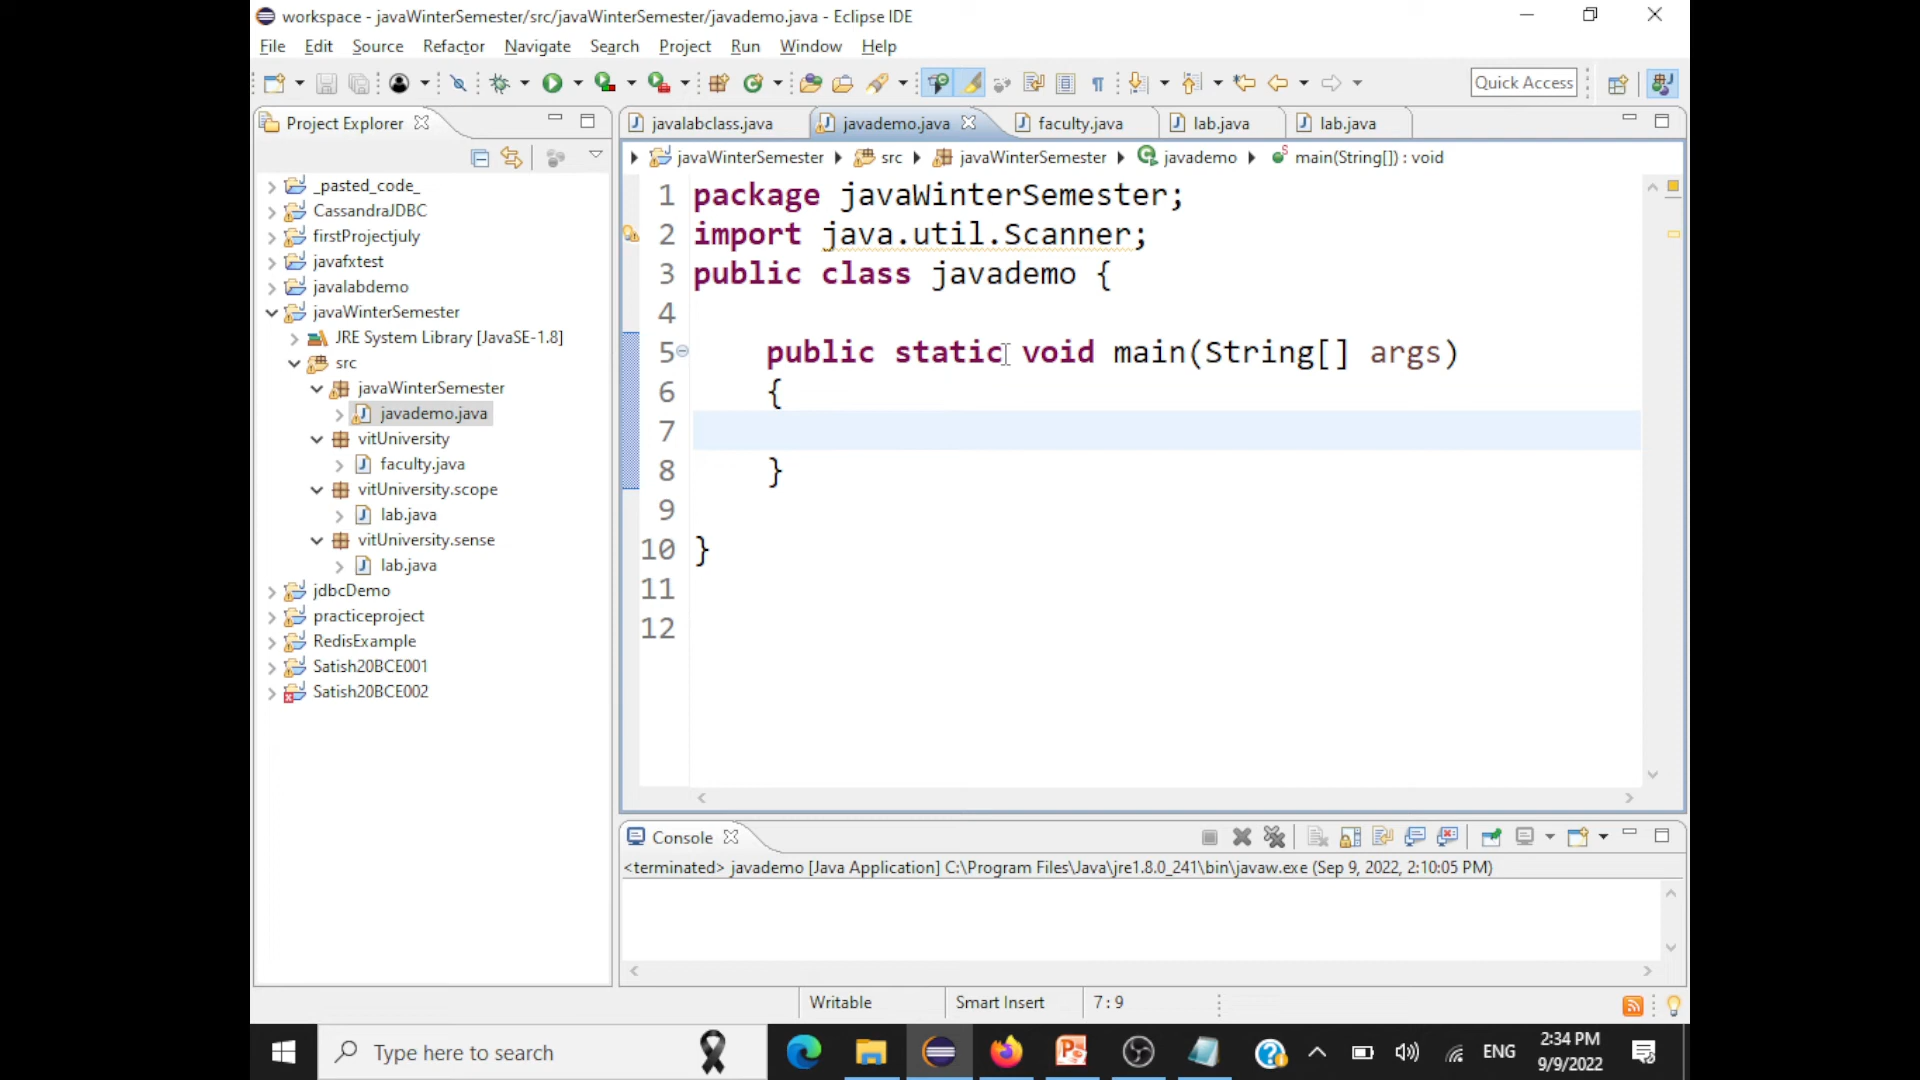 workspace - javaWinterSemester/src/javaWinterSemester/javademo.java - Eclipse IDE
File Edit Source Refactor Navigate Search Project Run Window Help
Quick Access
Project Explorer
_pasted_code_
CassandraJDBC
firstProjectjuly
javafxtest
javalabdemo
javaWinterSemester
JRE System Library [JavaSE-1.8]
src
javaWinterSemester
javademo.java
vitUniversity
faculty.java
vitUniversity.scope
lab.java
vitUniversity.sense
lab.java
jdbcDemo
practiceproject
RedisExample
Satish20BCE001
Satish20BCE002
javalabclass.java javademo.java faculty.java lab.java lab.java
javaWinterSemester src javaWinterSemester javademo main(String[]) : void
1 package javaWinterSemester;
2 import java.util.Scanner;
3 public class javademo {
4
5 public static void main(String[] args)
6 {
7
8 }
9
10 }
11
12
Console
<terminated> javademo [Java Application] C:\Program Files\Java\jre1.8.0_241\bin\javaw.exe (Sep 9, 2022, 2:10:05 PM)
Writable Smart Insert 7 : 9
Type here to search
ENG
2:34 PM
9/9/2022